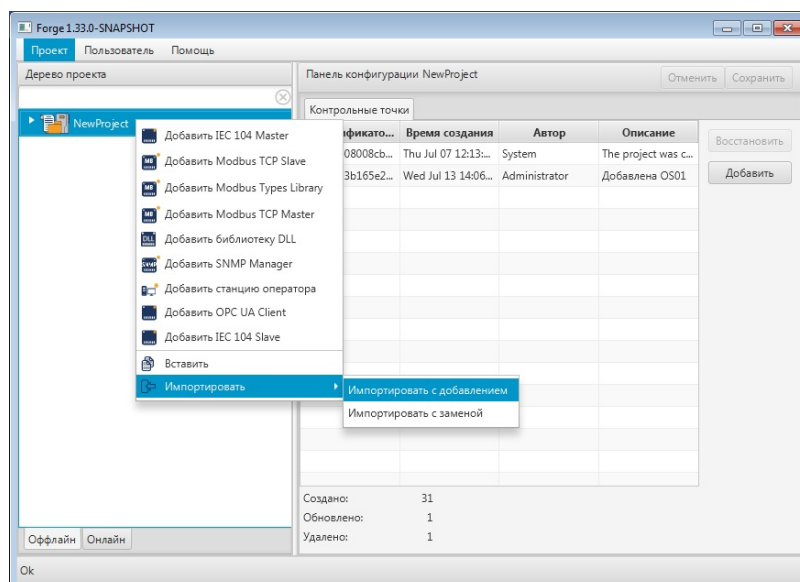 Forge 1.33.0-SNAPSHOT
Проект Пользователь Помощь
Дерево проекта
Панель конфигурации NewProject
Отменить Сохранить
Контрольные точки
NewProject
фикато... Время создания Автор Описание
08008cb... Thu Jul 07 12:13:... System The project was c...
3b165e2... Wed Jul 13 14:06... Administrator Добавлена OS01
Восстановить
Добавить
Добавить IEC 104 Master
Добавить Modbus TCP Slave
Добавить Modbus Types Library
Добавить Modbus TCP Master
Добавить библиотеку DLL
Добавить SNMP Manager
Добавить станцию оператора
Добавить OPC UA Client
Добавить IEC 104 Slave
Вставить
Импортировать
Импортировать с добавлением
Импортировать с заменой
Создано: 31
Обновлено: 1
Удалено: 1
Оффлайн Онлайн
Ok